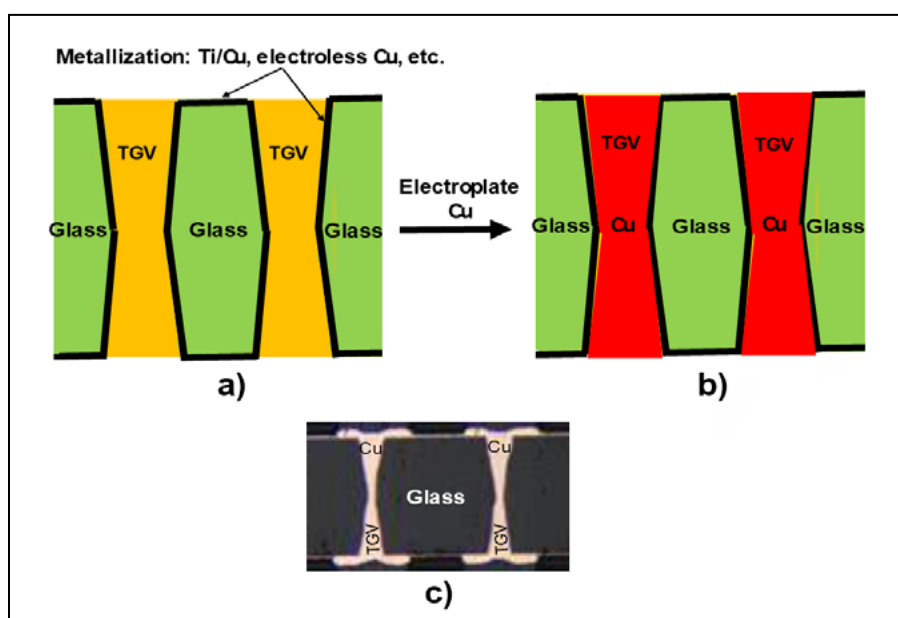 Metallization: Ti/Cu, electroless Cu, etc.
TGV TGV
Glass Glass Glass
a)
Electroplate
Cu
TGV TGV
Glass Cu Glass Cu Glass
b)
Cu Cu
Glass
TGV TGV
c)